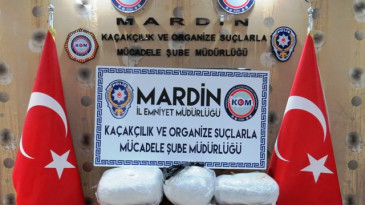 MARDİN
KAÇAKÇILIK VE ORGANİZE SUÇLARLA
MÜCADELE ŞUBE MÜDÜRLÜĞÜ
KOM
MARDİN
İL EMNİYET MÜDÜRLÜĞÜ
KOM
KAÇAKÇILIK VE ORGANİZE SUÇLARLA
MÜCADELE ŞUBE MÜDÜRLÜĞÜ